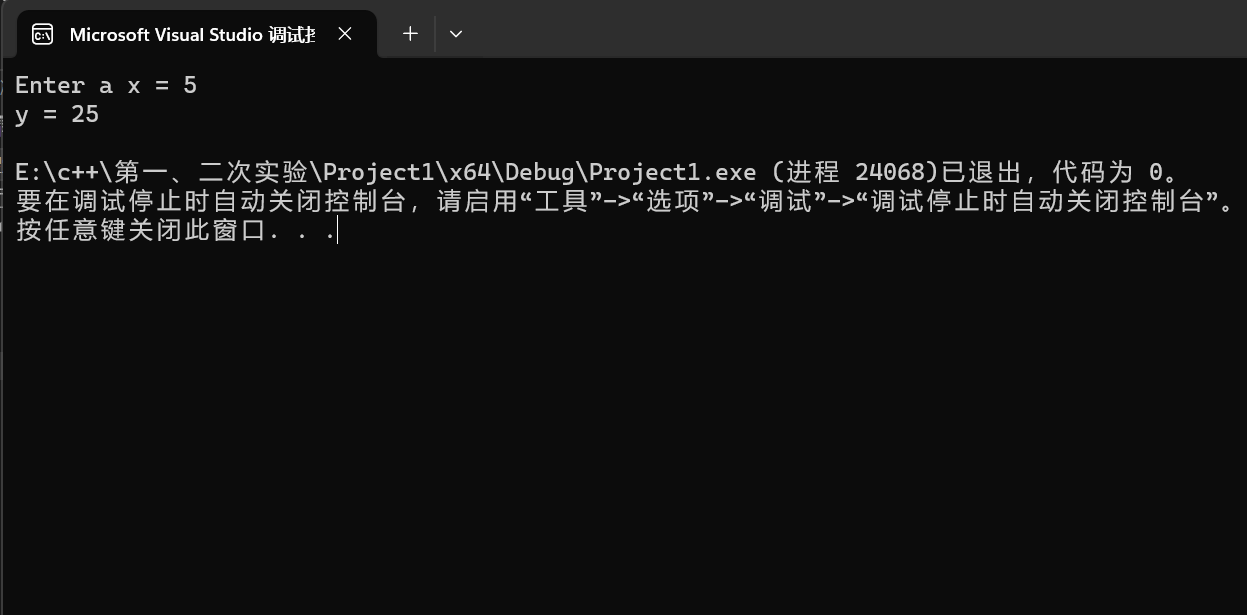 Microsoft Visual Studio 调试
Enter a x = 5
y = 25
E:\c++\第一、二次实验\Project1\x64\Debug\Project1.exe (进程 24068)已退出，代码为 0。
要在调试停止时自动关闭控制台，请启用“工具”->“选项”->“调试”->“调试停止时自动关闭控制台”。
按任意键关闭此窗口. . .